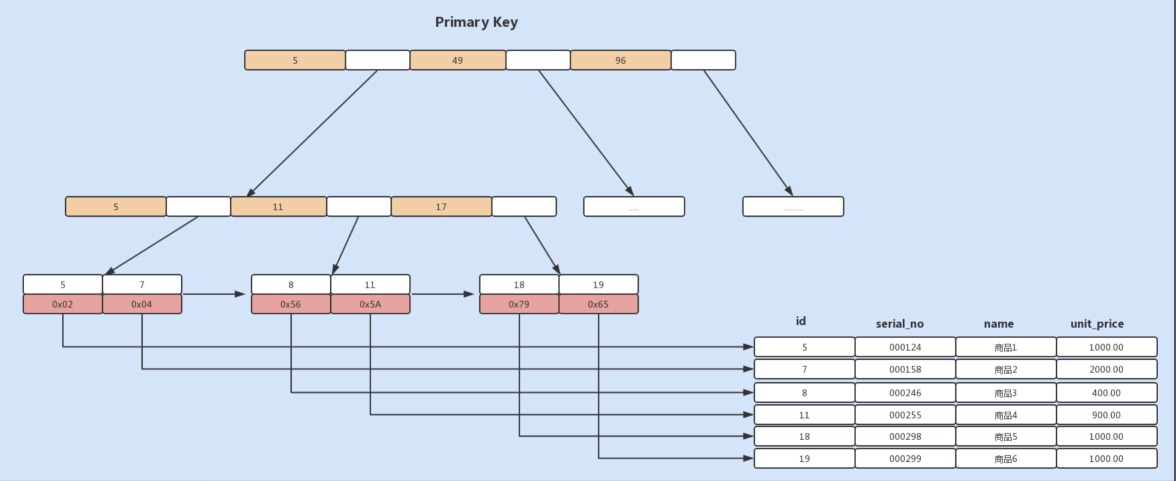 Primary Key
5 49 96
5 11 17 ..... ..........
5 7 8 11 18 19
0x02 0x04 0x56 0x5A 0x79 0x65
id serial_no name unit_price
5 000124 商品1 1000.00
7 000158 商品2 2000.00
8 000246 商品3 400.00
11 000255 商品4 900.00
18 000298 商品5 1000.00
19 000299 商品6 1000.00